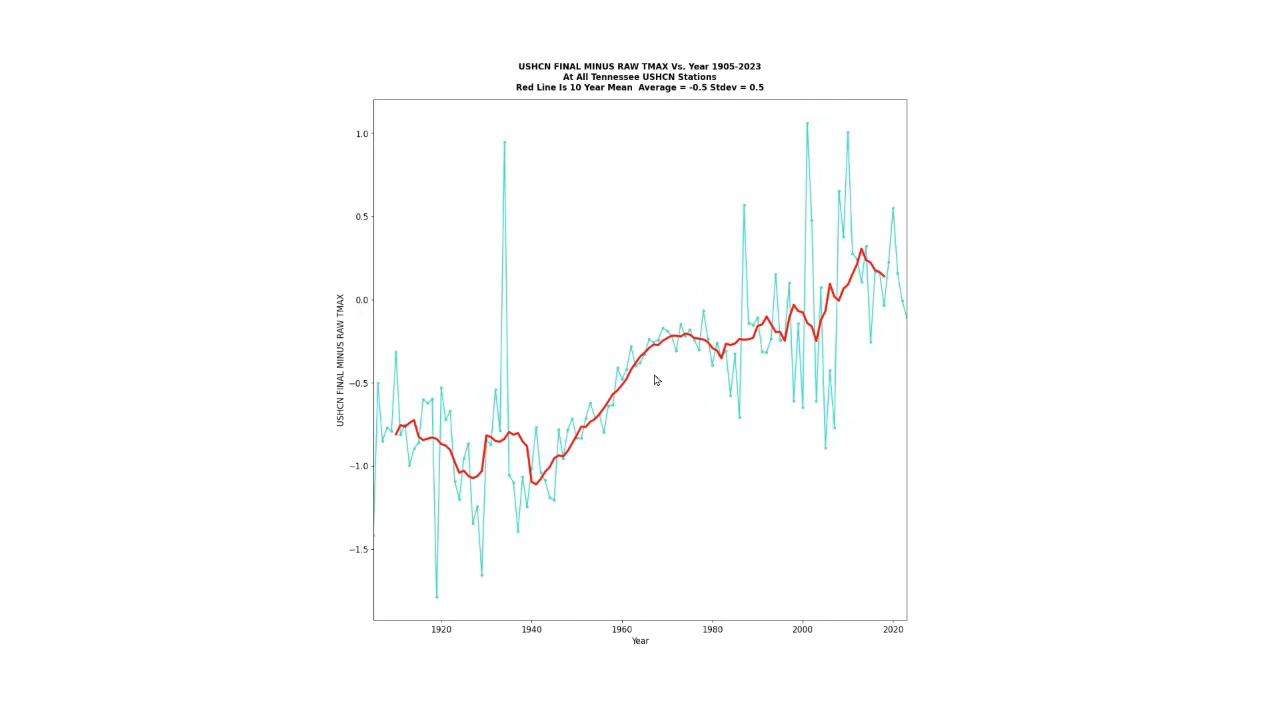 USHCN FINAL MINUS RAW TMAX Vs. Year 1905-2023
At All Tennessee USHCN Stations
Red Line Is 10 Year Mean  Average = -0.5 Stdev = 0.5
USHCN FINAL MINUS RAW TMAX
1.0
0.5
0.0
−0.5
−1.0
−1.5
1920 1940 1960 1980 2000 2020
Year